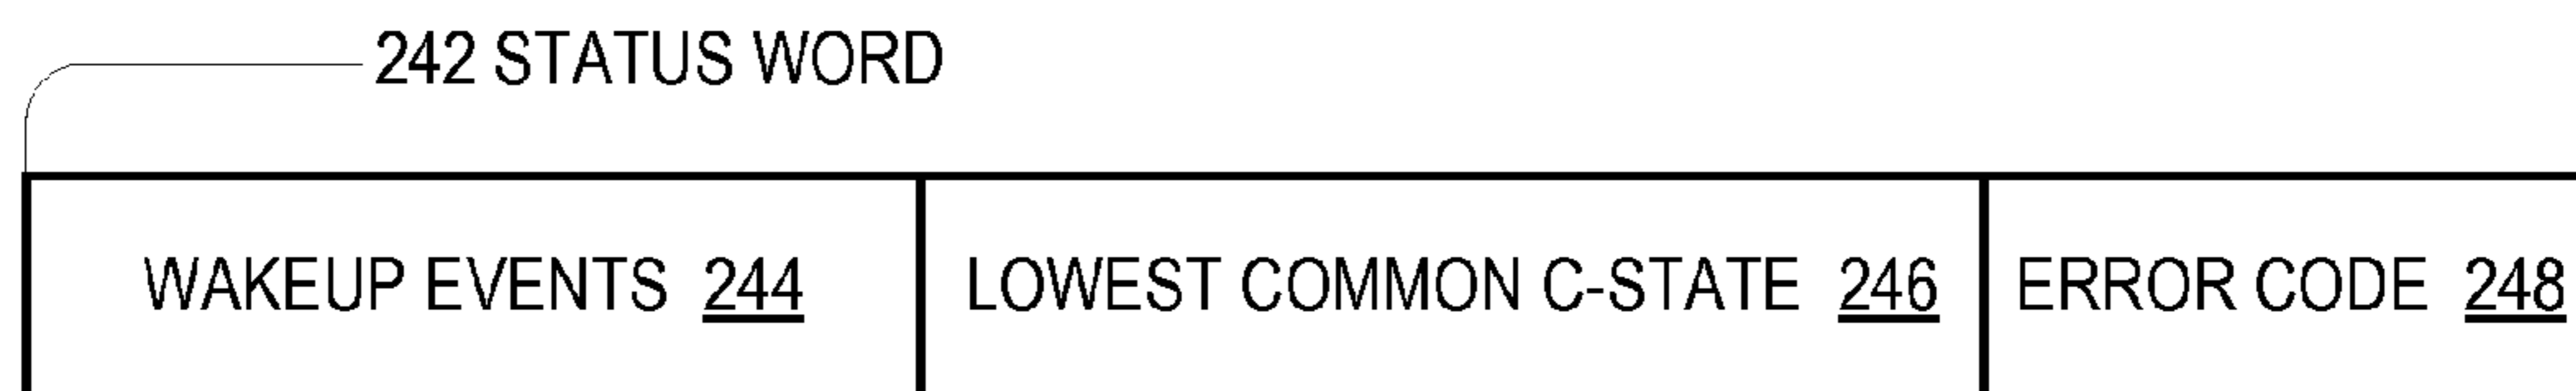 242 STATUS WORD
WAKEUP EVENTS 244 LOWEST COMMON C-STATE 246 ERROR CODE 248